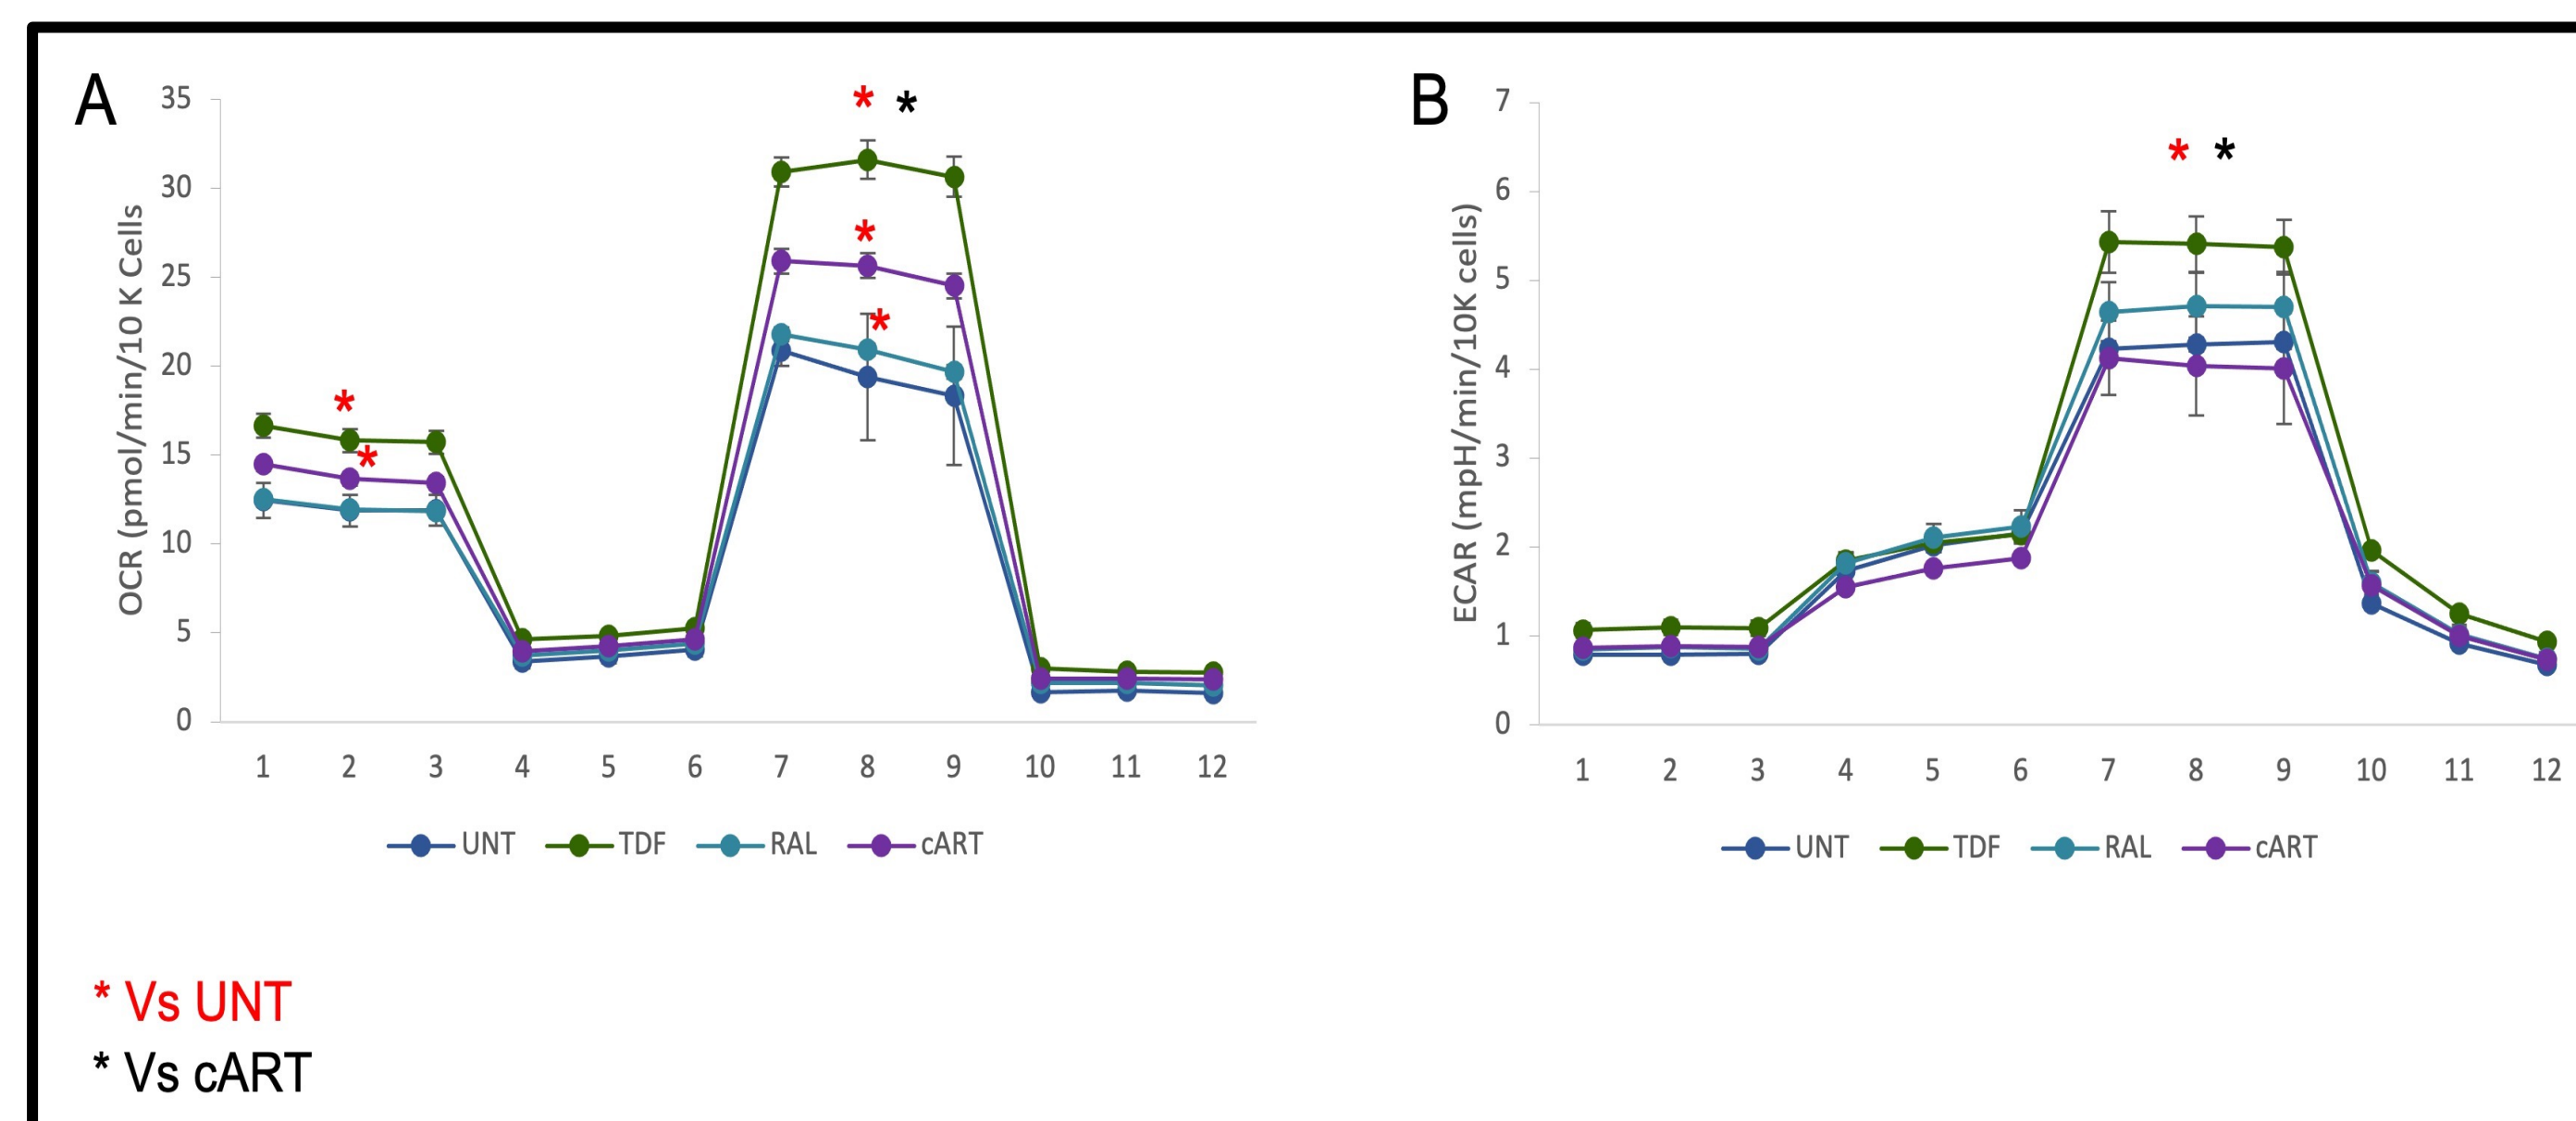 A
OCR (pmol/min/10 K Cells
35
30
25
20
15
10
5
0
* *
*
*
*
*
1 2 3 4 5 6 7 8 9 10 11 12
UNT TDF RAL cART
B
ECAR (mpH/min/10K cells)
7
6
5
4
3
2
1
0
* *
1 2 3 4 5 6 7 8 9 10 11 12
UNT TDF RAL cART
* Vs UNT
* Vs cART